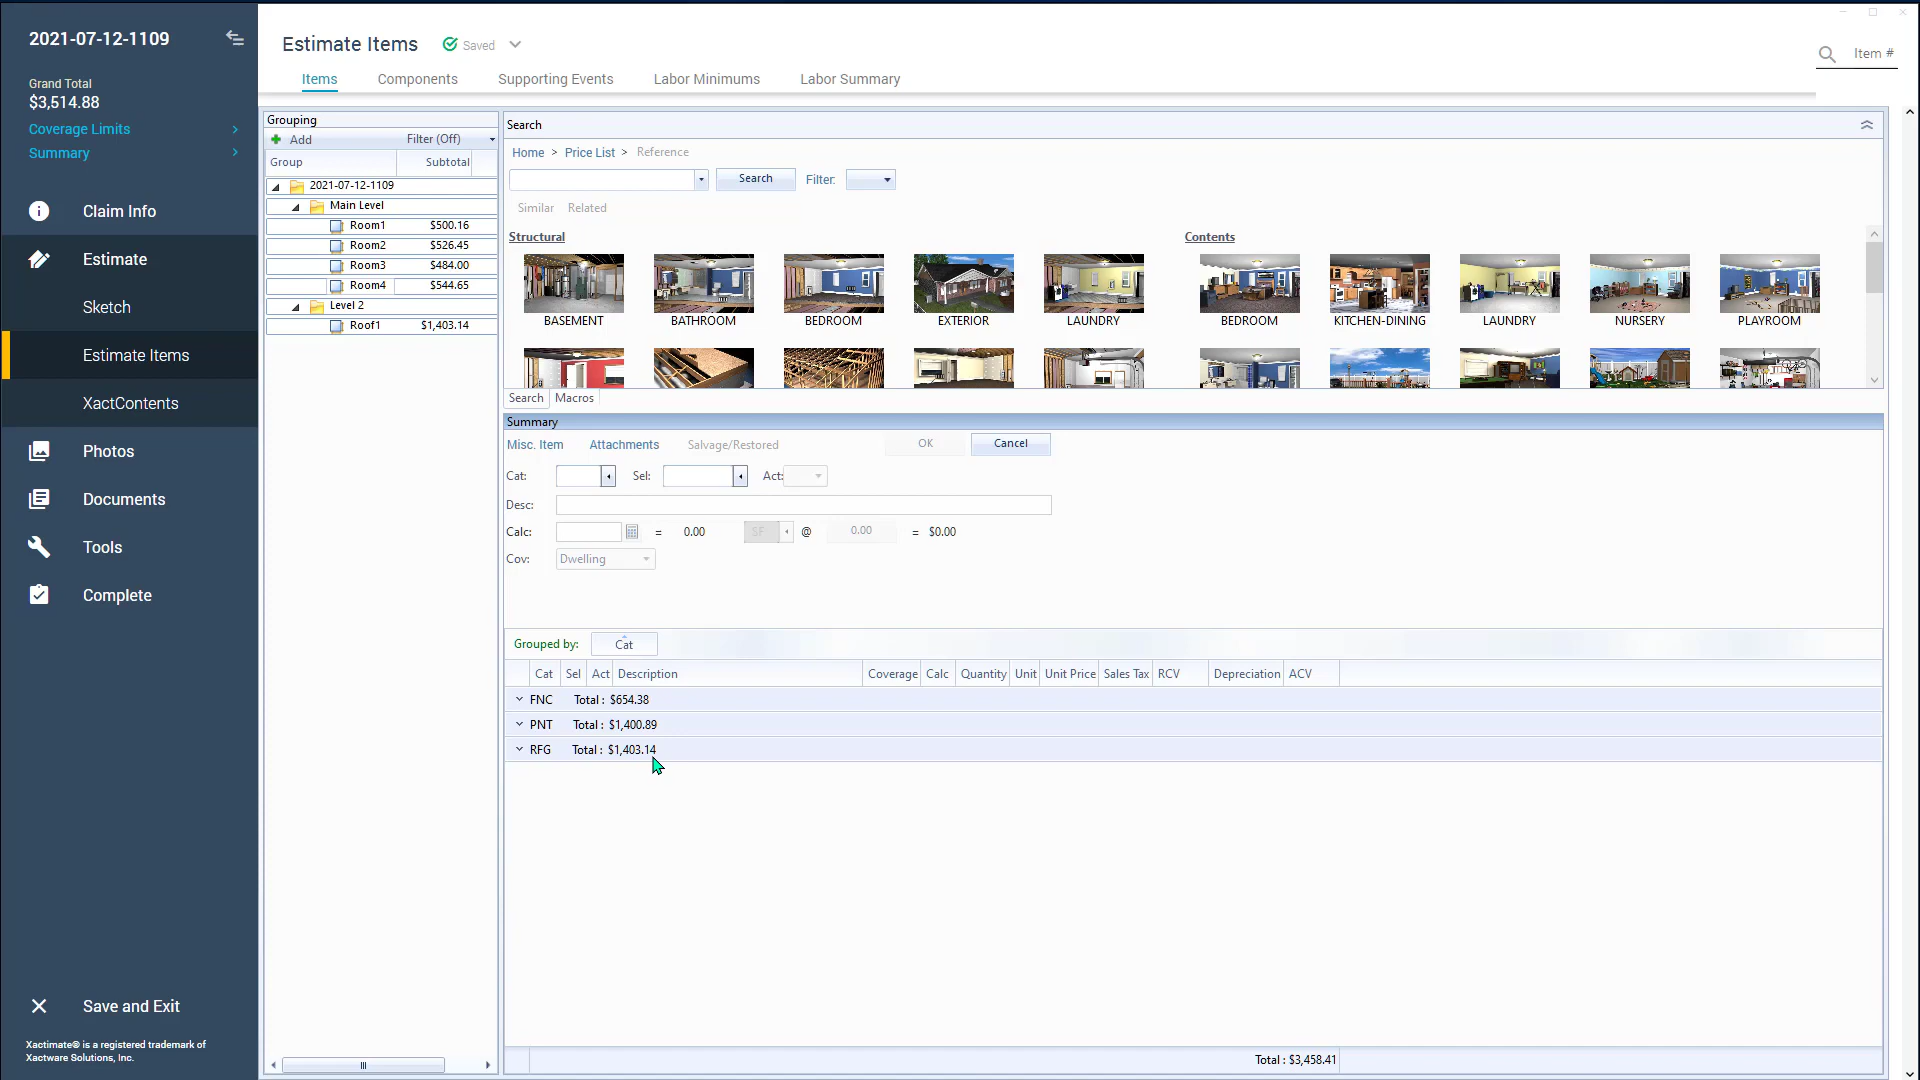 2021-07-12-1109
Grand Total
$3,514.88
Coverage Limits
Summary
Claim Info
Estimate
Sketch
Estimate Items
XactContents
Photos
Documents
Tools
Complete
Save and Exit
Xactimate® is a registered trademark of
Xactware Solutions, Inc.
Estimate Items
Saved
Item #
Items Components Supporting Events Labor Minimums Labor Summary
Grouping
Add Filter (Off)
Group Subtotal
2021-07-12-1109
Main Level
Room1 $500.16
Room2 $526.45
Room3 $484.00
Room4 $544.65
Level 2
Roof1 $1,403.14
Search
Home > Price List > Reference
Search Filter:
Similar Related
Structural
BASEMENT BATHROOM BEDROOM EXTERIOR LAUNDRY
Contents
BEDROOM KITCHEN-DINING LAUNDRY NURSERY PLAYROOM
Search Macros
Summary
Misc. Item Attachments Salvage/Restored OK Cancel
Cat: Sel: Act:
Desc:
Calc: = 0.00 SF @ 0.00 = $0.00
Cov: Dwelling
Grouped by: Cat
Cat Sel Act Description Coverage Calc Quantity Unit Unit Price Sales Tax RCV Depreciation ACV
FNC Total : $654.38
PNT Total : $1,400.89
RFG Total : $1,403.14
Total : $3,458.41